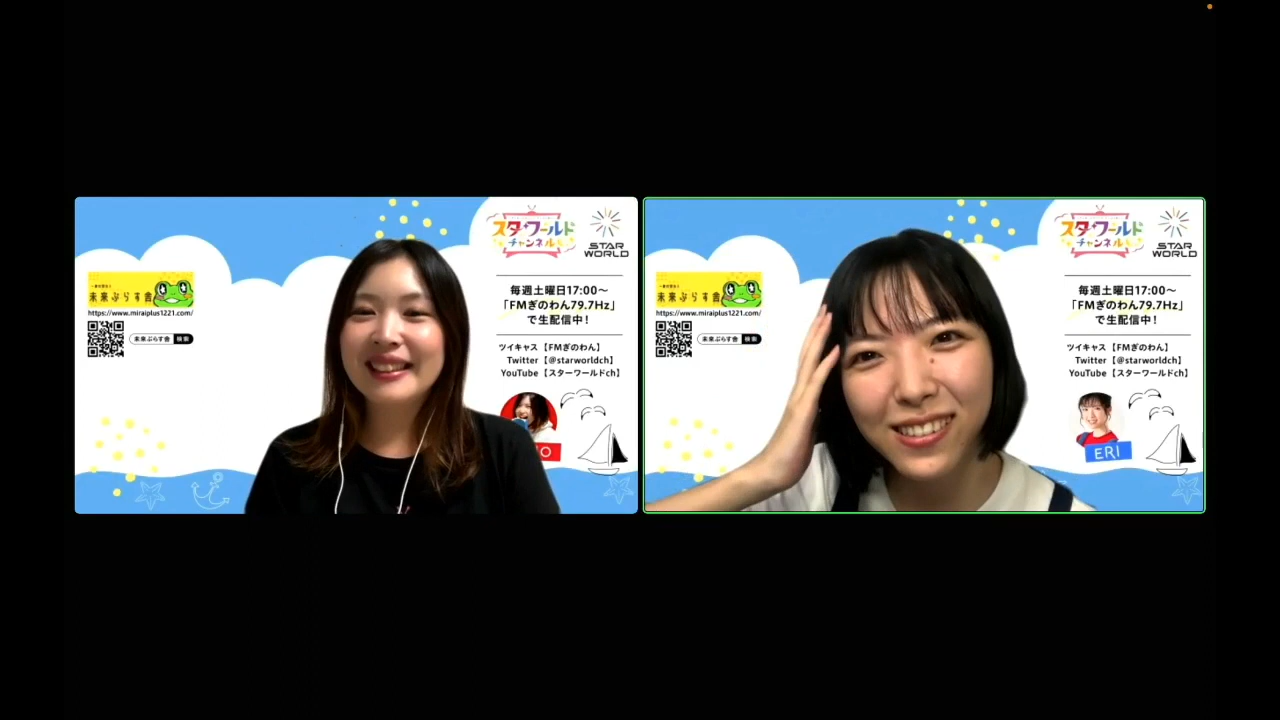 スタ・ワールド
チャンネル
STAR
WORLD
未来ぷらす舎
https://www.miraiplus1221.com/
未来ぷらす舎 検索
毎週土曜日17:00～
「FMぎのわん79.7Hz」
で生配信中！
ツイキャス【FMぎのわん】
Twitter【@starworldch】
YouTube【スターワールドch】
O
スタ・ワールド
チャンネル
STAR
WORLD
未来ぷらす舎
https://www.miraiplus1221.com/
未来ぷらす舎 検索
毎週土曜日17:00～
「FMぎのわん79.7Hz」
で生配信中！
ツイキャス【FMぎのわん】
Twitter【@starworldch】
YouTube【スターワールドch】
ERI